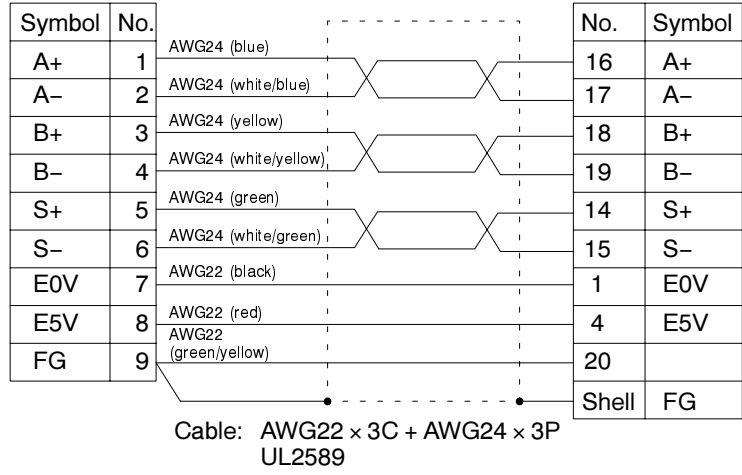 Symbol No. No. Symbol
AWG24 (blue)
A+ 1 16 A+
AWG24 (white/blue)
A− 2 17 A−
AWG24 (yellow)
B+ 3 18 B+
AWG24 (white/yellow)
B− 4 19 B−
AWG24 (green)
S+ 5 14 S+
AWG24 (white/green)
S− 6 15 S−
AWG22 (black)
E0V 7 1 E0V
AWG22 (red)
E5V 8 4 E5V
AWG22
(green/yellow)
FG 9 20
Shell FG
Cable: AWG22 × 3C + AWG24 × 3P
UL2589